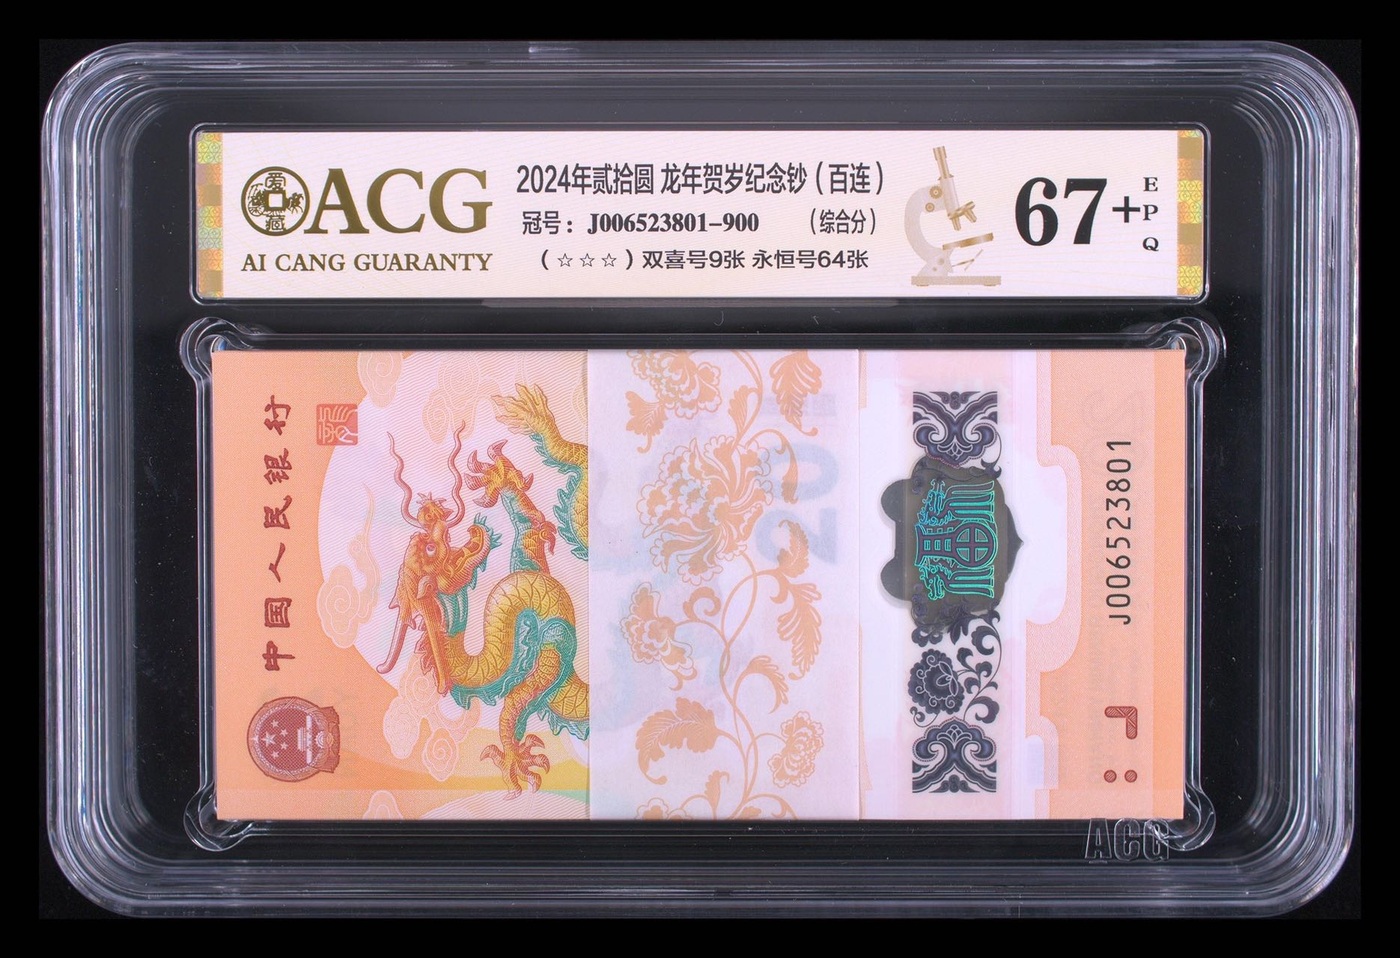 ACG
AI CANG GUARANTY
2024年贰拾圆 龙年贺岁纪念钞（百连）
冠号：J006523801-900 （综合分）
（☆☆☆）双喜号9张 永恒号64张
67+
EPQ
中国人民银行
20
J006523801
ACG